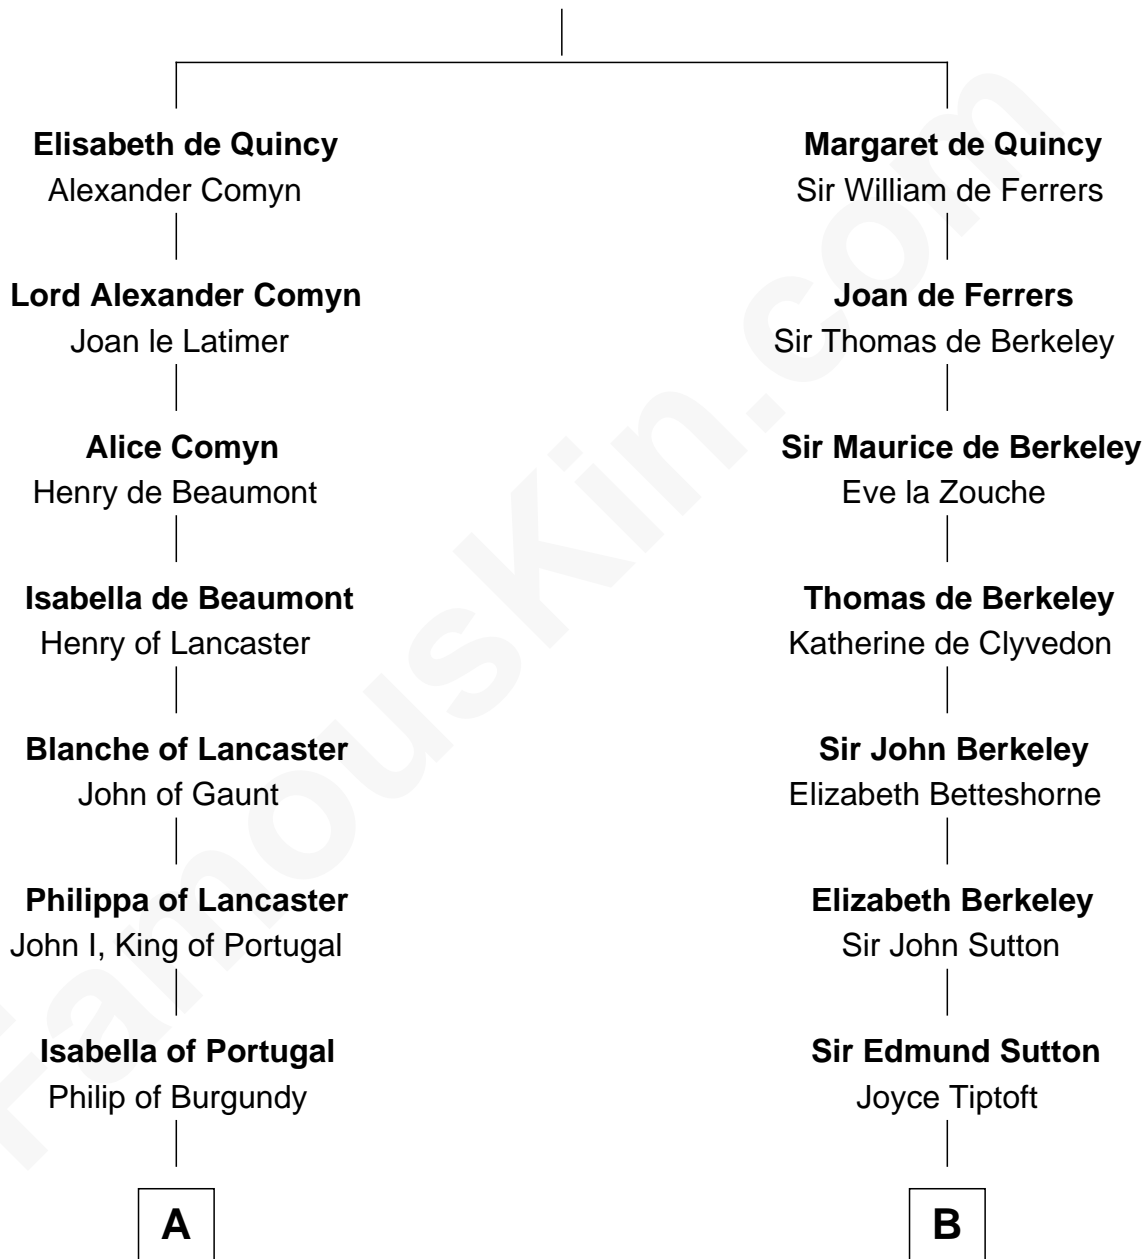 Elisabeth de Quincy
Alexander Comyn
Lord Alexander Comyn
Joan le Latimer
Alice Comyn
Henry de Beaumont
Isabella de Beaumont
Henry of Lancaster
Blanche of Lancaster
John of Gaunt
Philippa of Lancaster
John I, King of Portugal
Isabella of Portugal
Philip of Burgundy
A
Margaret de Quincy
Sir William de Ferrers
Joan de Ferrers
Sir Thomas de Berkeley
Sir Maurice de Berkeley
Eve la Zouche
Thomas de Berkeley
Katherine de Clyvedon
Sir John Berkeley
Elizabeth Betteshorne
Elizabeth Berkeley
Sir John Sutton
Sir Edmund Sutton
Joyce Tiptoft
B
FamousKin.com